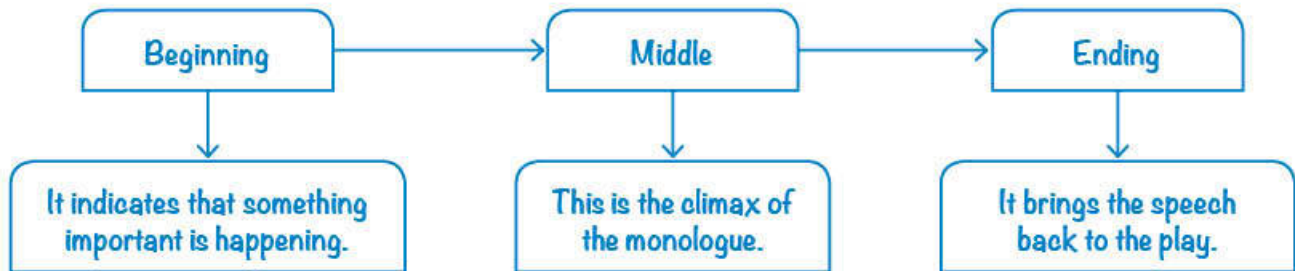 Beginning
Middle
Ending
It indicates that something
important is happening.
This is the climax of
the monologue.
It brings the speech
back to the play.